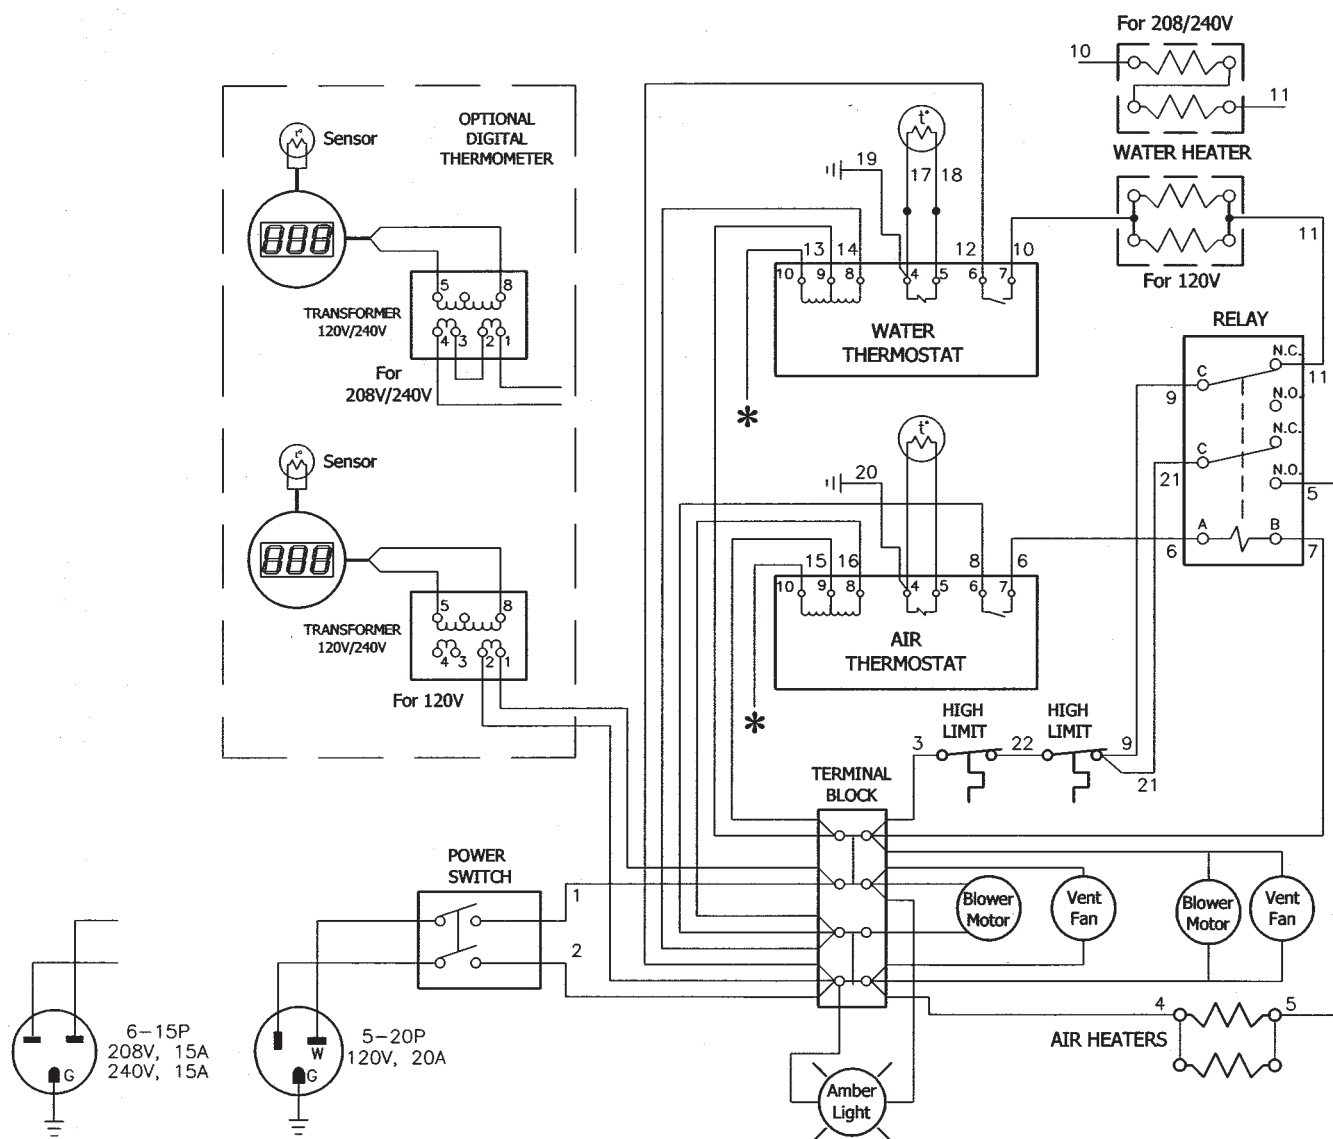 For 208/240V
10
11
WATER HEATER
11
For 120V
OPTIONAL
DIGITAL
THERMOMETER
t°
Sensor
888
5
8
TRANSFORMER
120V/240V
4
3
2
1
For
208V/240V
t°
Sensor
888
5
8
TRANSFORMER
120V/240V
4
3
2
1
For 120V
t°
19
17
18
13
14
12
10
10
9
8
4
5
6
7
WATER
THERMOSTAT
*
t°
20
15
16
8
6
10
9
8
4
5
6
7
AIR
THERMOSTAT
*
RELAY
N.C.
C
11
9
N.O.
N.C.
C
21
N.O.
5
A
B
6
7
HIGH
LIMIT
HIGH
LIMIT
3
22
9
21
TERMINAL
BLOCK
POWER
SWITCH
1
2
Blower
Motor
Vent
Fan
Blower
Motor
Vent
Fan
4
5
AIR HEATERS
6-15P
208V, 15A
240V, 15A
G
5-20P
120V, 20A
W
G
Amber
Light